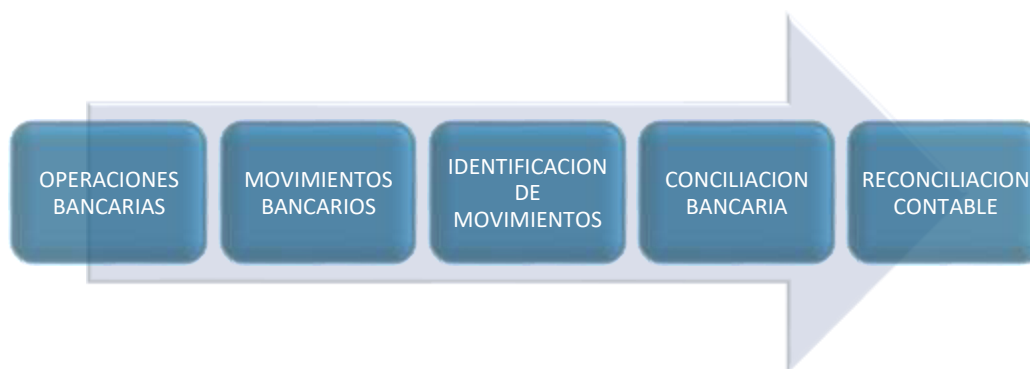 OPERACIONES
BANCARIAS
MOVIMIENTOS
BANCARIOS
IDENTIFICACION
DE
MOVIMIENTOS
CONCILIACION
BANCARIA
RECONCILIACION
CONTABLE